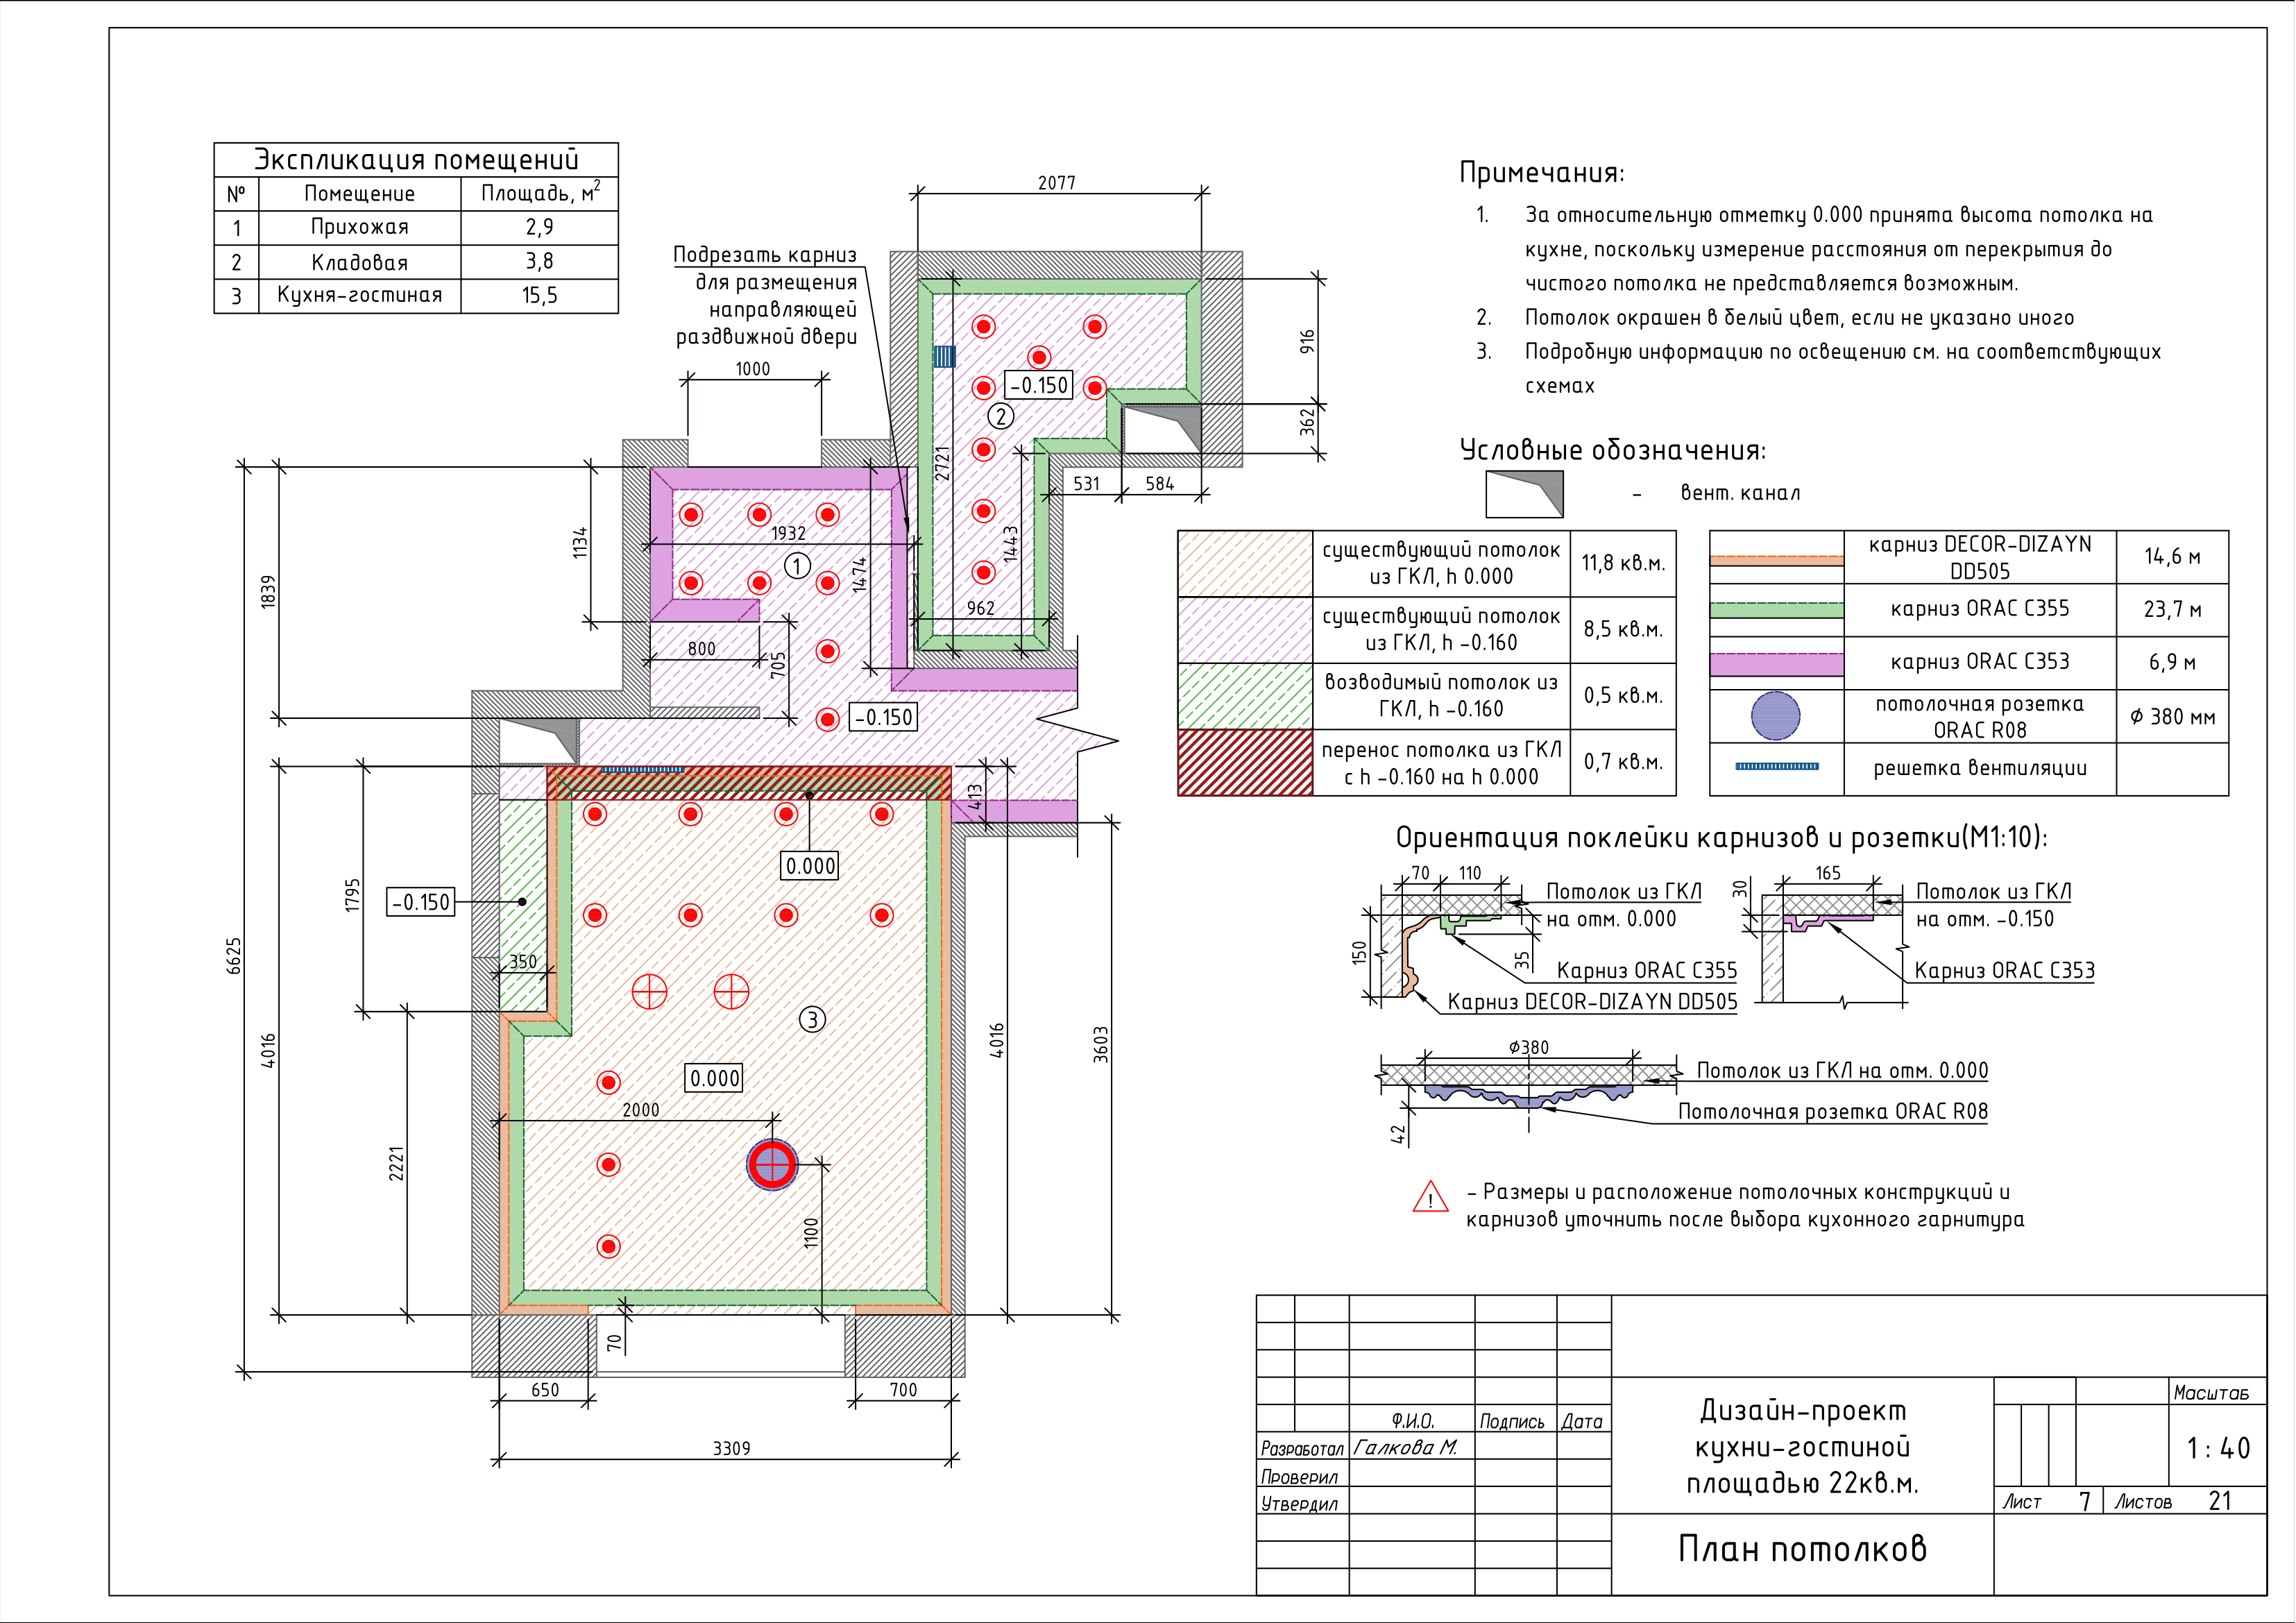 Экспликация помещений
№ Помещение Площадь, м²
1 Прихожая 2,9
2 Кладовая 3,8
3 Кухня-гостиная 15,5
Подрезать карниз
для размещения
направляющей
раздвижной двери
2077
1000
916
362
2721
-0.150
2
531
584
1443
962
1134
1932
1
1474
1839
800
705
-0.150
413
0.000
1795
-0.150
350
6625
4016
3
4016
3603
0.000
2000
2221
1100
70
650
700
3309
Примечания:
1. За относительную отметку 0.000 принята высота потолка на
кухне, поскольку измерение расстояния от перекрытия до
чистого потолка не представляется возможным.
2. Потолок окрашен в белый цвет, если не указано иного
3. Подробную информацию по освещению см. на соответствующих
схемах
Условные обозначения:
- вент. канал
существующий потолок
из ГКЛ, h 0.000
11,8 кв.м.
существующий потолок
из ГКЛ, h -0.160
8,5 кв.м.
возводимый потолок из
ГКЛ, h -0.160
0,5 кв.м.
перенос потолка из ГКЛ
с h -0.160 на h 0.000
0,7 кв.м.
карниз DECOR-DIZAYN
DD505
14,6 м
карниз ORAC C355
23,7 м
карниз ORAC C353
6,9 м
потолочная розетка
ORAC R08
Ф 380 мм
решетка вентиляции
Ориентация поклейки карнизов и розетки(М1:10):
70
110
Потолок из ГКЛ
на отм. 0.000
150
35
Карниз ORAC C355
Карниз DECOR-DIZAYN DD505
30
165
Потолок из ГКЛ
на отм. -0.150
Карниз ORAC C353
Ф380
Потолок из ГКЛ на отм. 0.000
Потолочная розетка ORAC R08
42
! - Размеры и расположение потолочных конструкций и
карнизов уточнить после выбора кухонного гарнитура
Ф.И.О. Подпись Дата
Разработал Галкова М.
Проверил
Утвердил
Дизайн-проект
кухни-гостиной
площадью 22кв.м.
Масштаб
1 : 40
Лист 7 Листов 21
План потолков